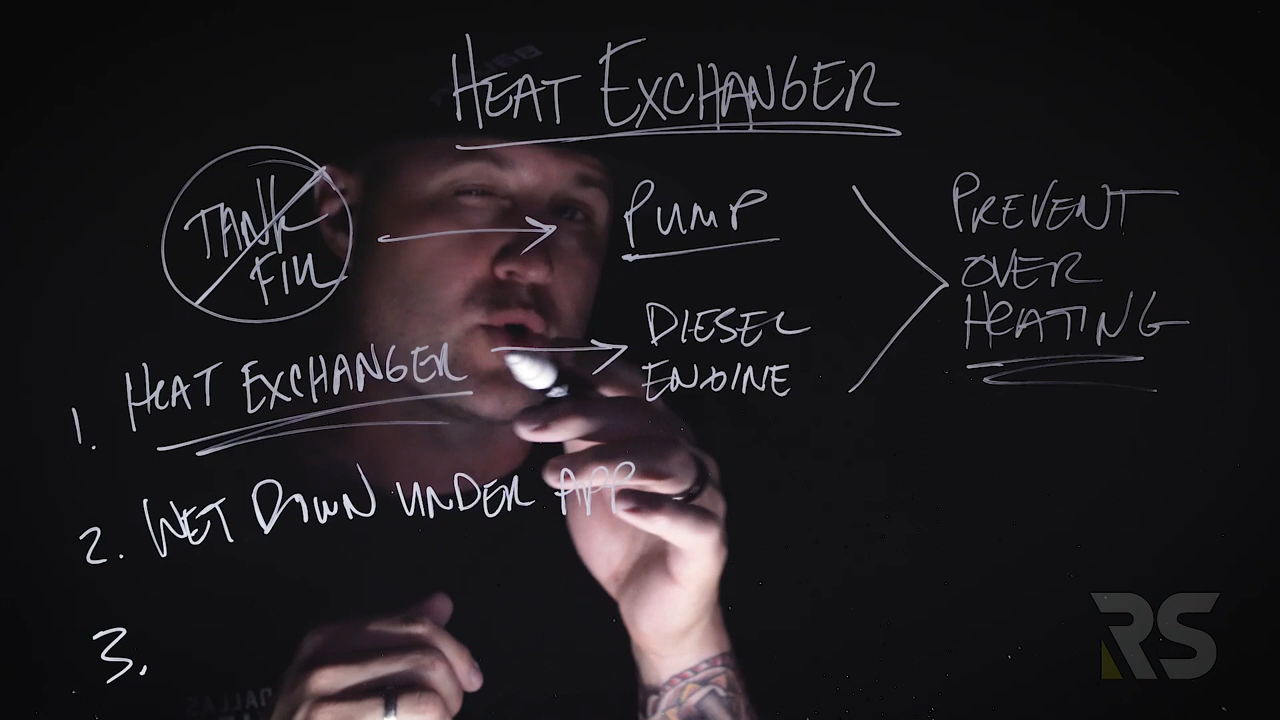 HEAT EXCHANGER
TANK
FILL
PUMP
PREVENT
OVER
HEATING
DIESEL
ENGINE
1. HEAT EXCHANGER
2. WET DOWN UNDER APP
3.
RS